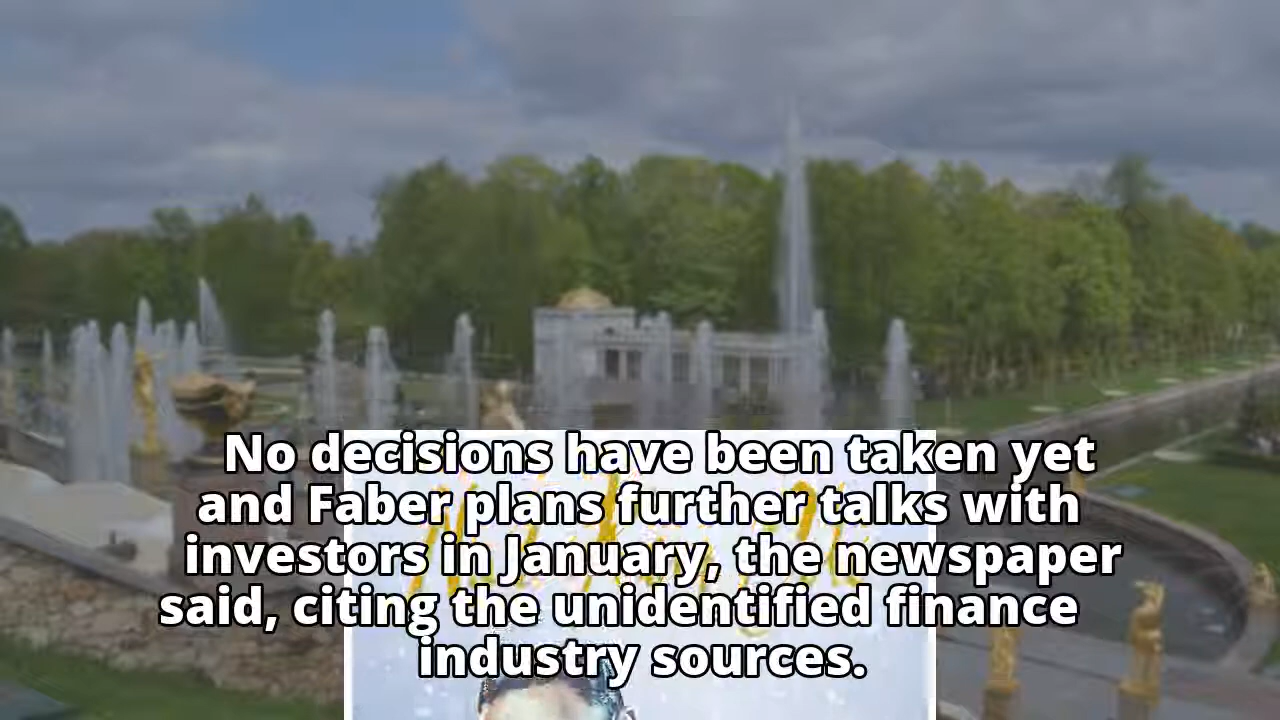 No decisions have been taken yet
and Faber plans further talks with
investors in January, the newspaper
said, citing the unidentified finance
industry sources.